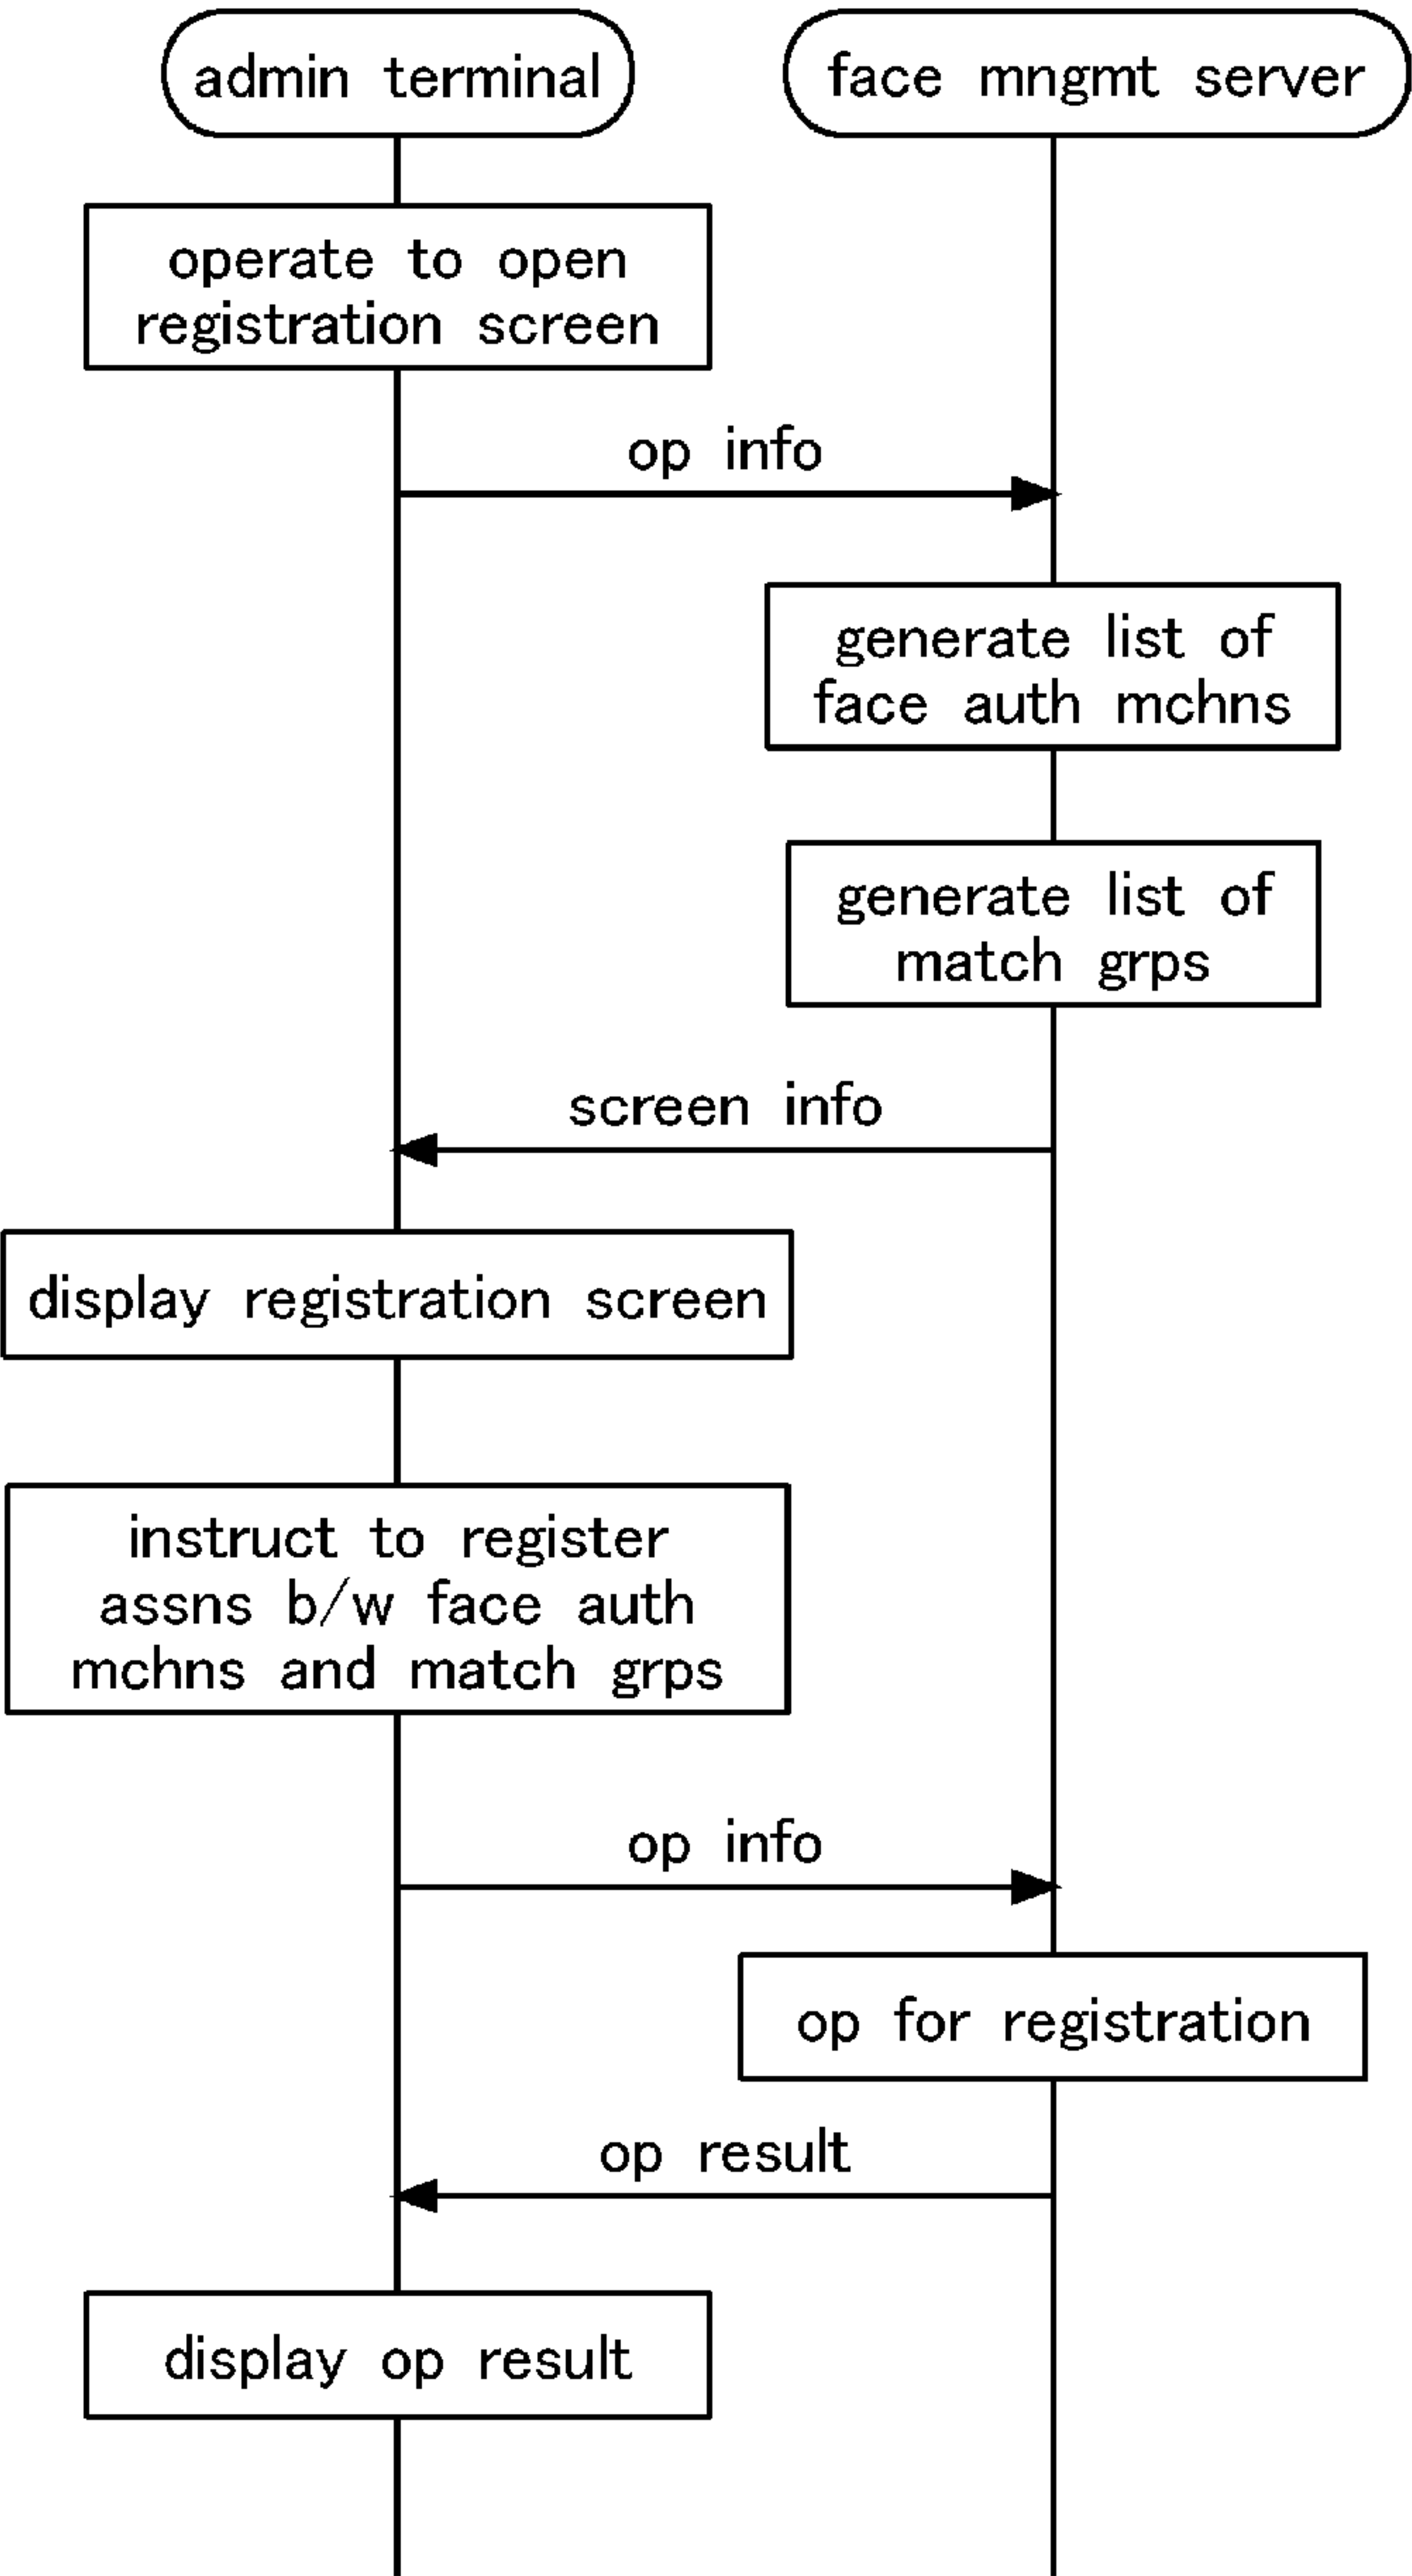 admin terminal
face mngmt server
operate to open
registration screen
op info
generate list of
face auth mchns
generate list of
match grps
screen info
display registration screen
instruct to register
assns b/w face auth
mchns and match grps
op info
op for registration
op result
display op result